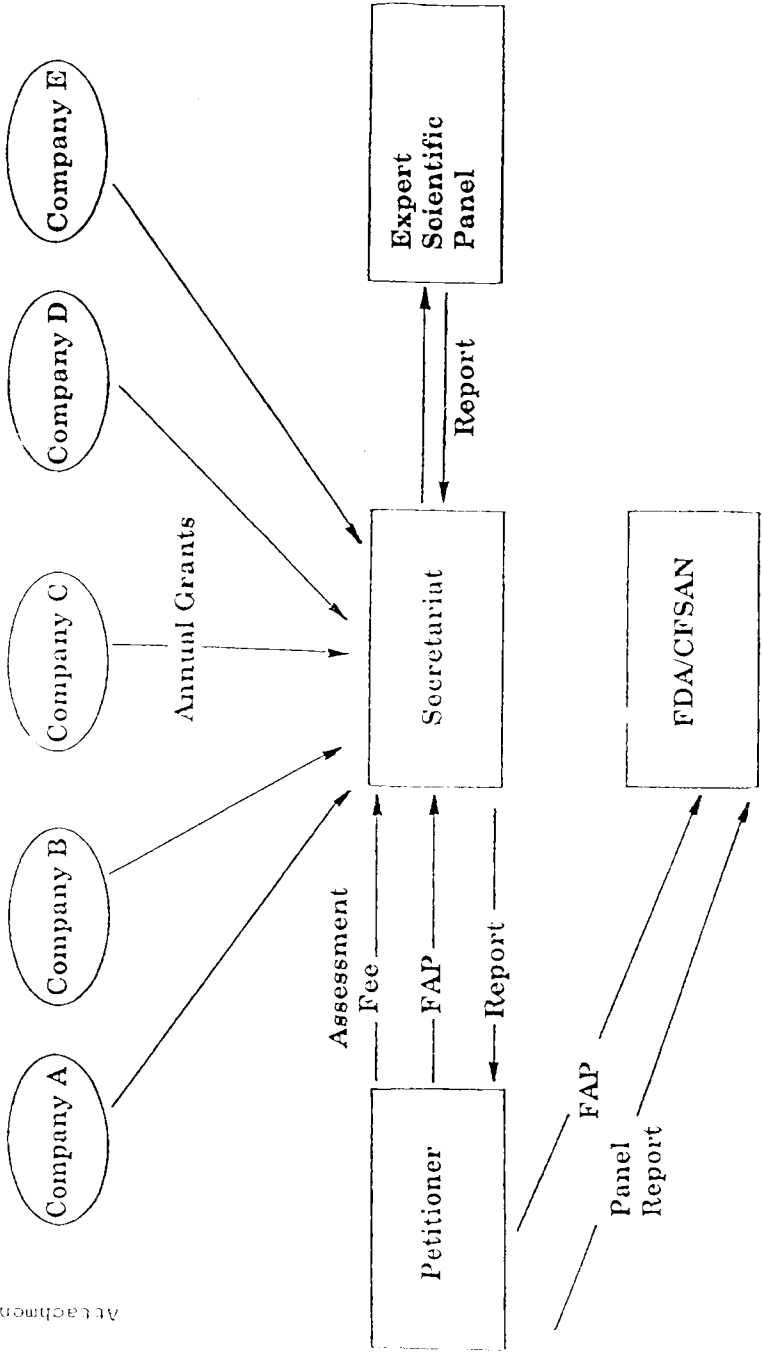 Company A
Company B
Company C
Company D
Company E
Annual Grants
Assessment
Fee
FAP
Report
Petitioner
Secretariat
Expert
Scientific
Panel
Report
FAP
Panel
Report
FDA/CFSAN